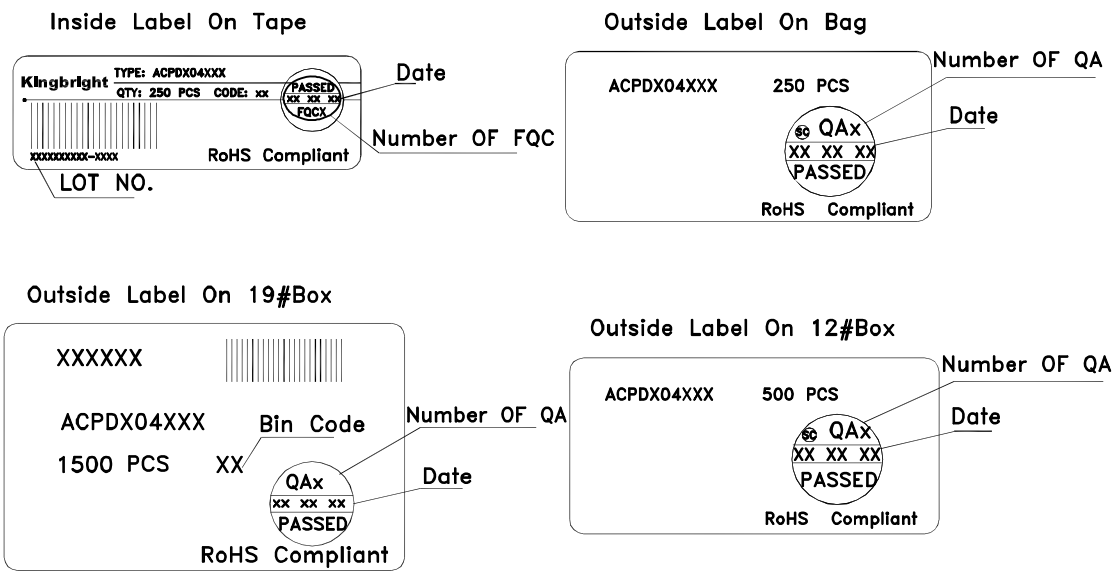 Inside Label On Tape
Kingbright
TYPE: ACPDX04XXX
QTY: 250 PCS CODE: xx
PASSED
XX XX XX
FQCX
Date
Number OF FQC
XXXXXXXXXX-XXXX
RoHS Compliant
LOT NO.
Outside Label On Bag
ACPDX04XXX 250 PCS
Number OF QA
SC QAx
Date
XX XX XX
PASSED
RoHS Compliant
Outside Label On 19#Box
XXXXXX
ACPDX04XXX
Bin Code
Number OF QA
1500 PCS XX
QAx
Date
XX XX XX
PASSED
RoHS Compliant
Outside Label On 12#Box
Number OF QA
ACPDX04XXX 500 PCS
SC QAx
Date
XX XX XX
PASSED
RoHS Compliant